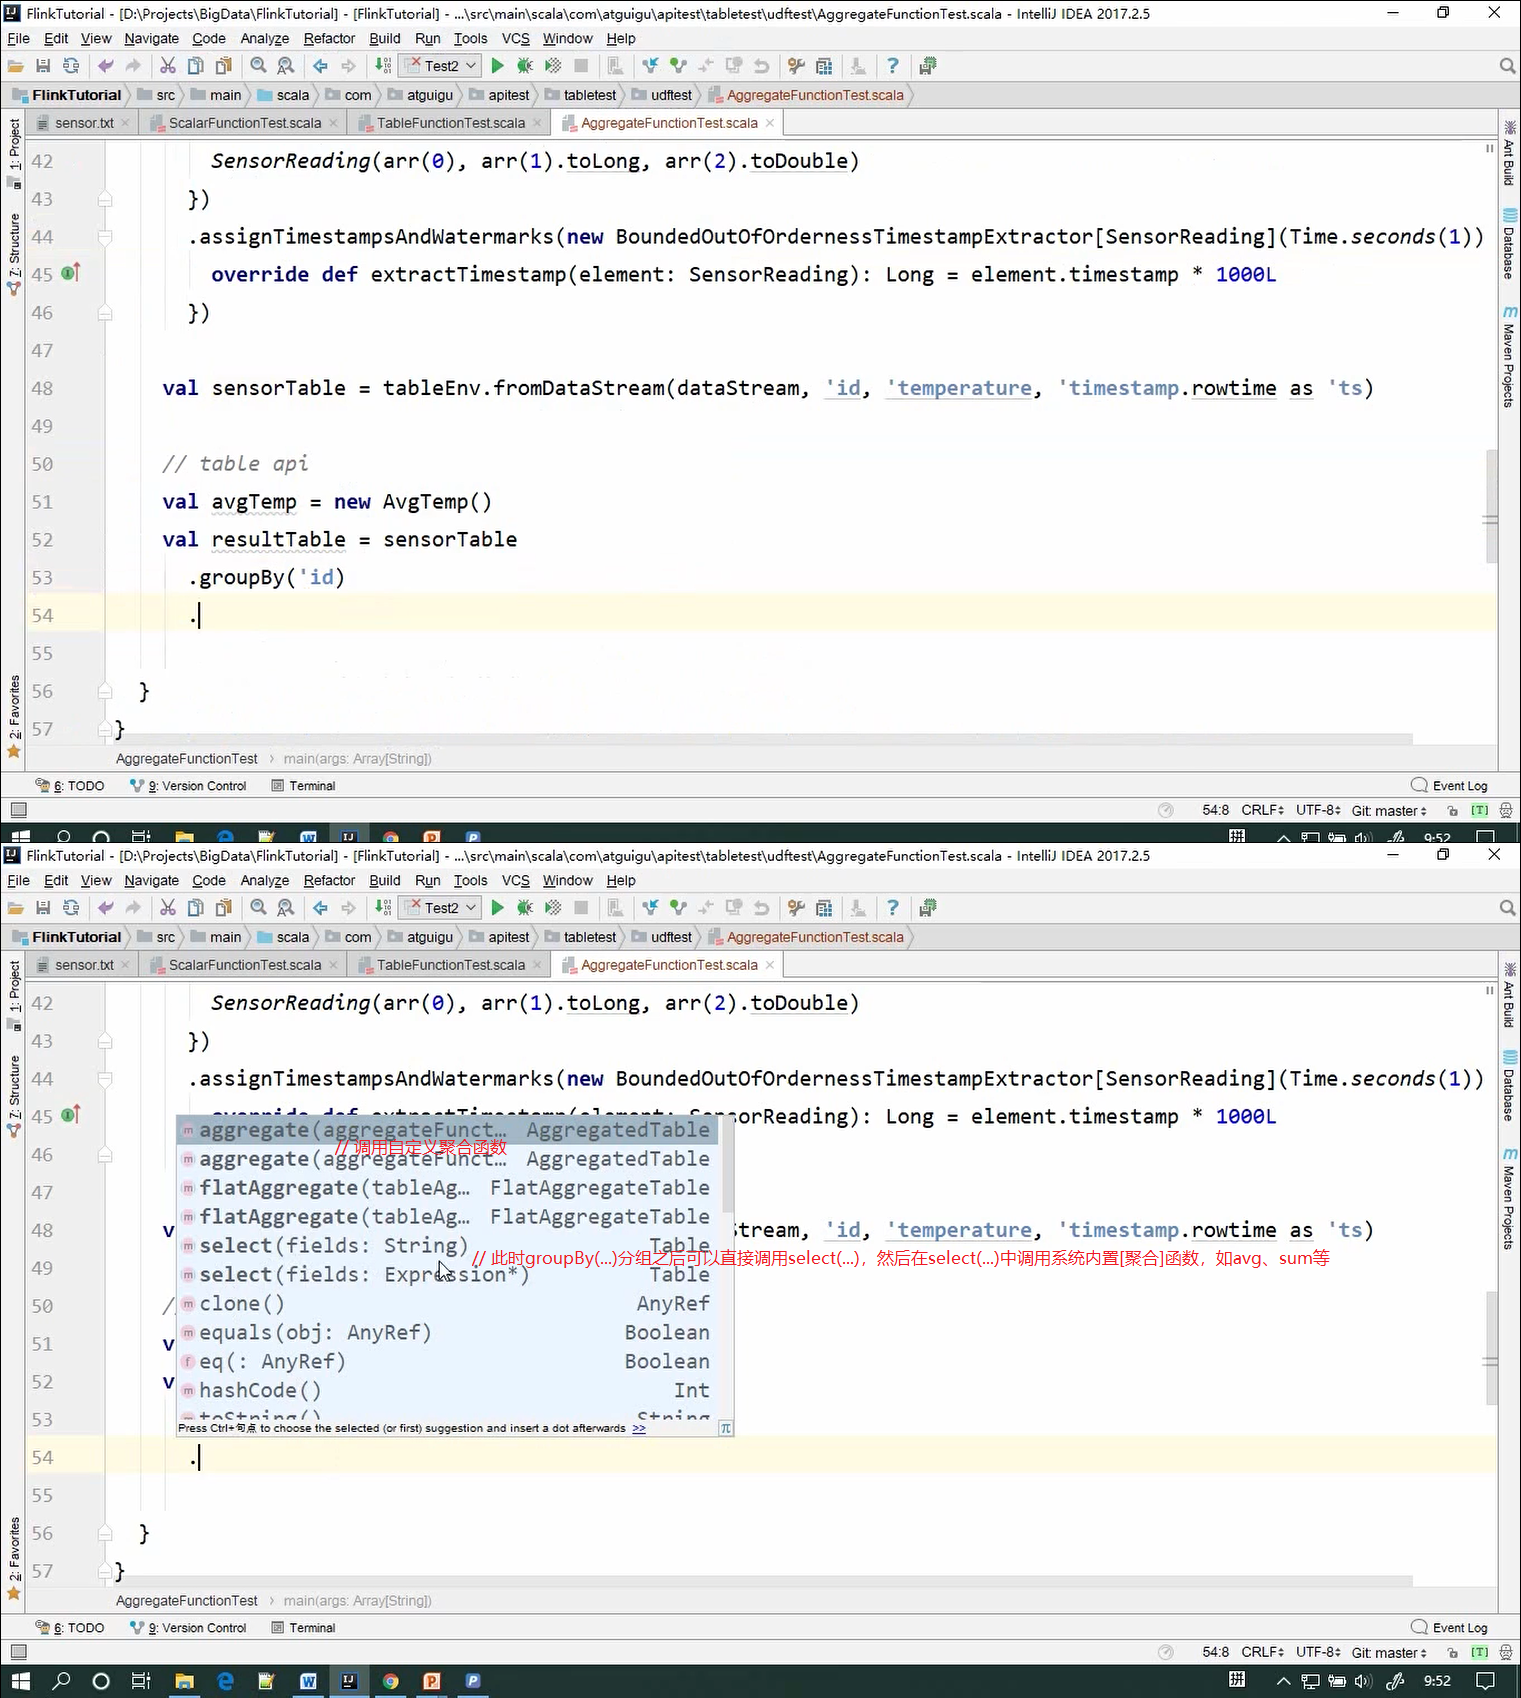 FlinkTutorial - [D:\Projects\BigData\FlinkTutorial] - [FlinkTutorial] - ...\src\main\scala\com\atguigu\apitest\tabletest\udftest\AggregateFunctionTest.scala - IntelliJ IDEA 2017.2.5
File Edit View Navigate Code Analyze Refactor Build Run Tools VCS Window Help
Test2
FlinkTutorial src main scala com atguigu apitest tabletest udftest AggregateFunctionTest.scala
sensor.txt ScalarFunctionTest.scala TableFunctionTest.scala AggregateFunctionTest.scala
1: Project
7: Structure
2: Favorites
Ant Build
Database
Maven Projects
42 SensorReading(arr(0), arr(1).toLong, arr(2).toDouble)
43 })
44 .assignTimestampsAndWatermarks(new BoundedOutOfOrdernessTimestampExtractor[SensorReading](Time.seconds(1))
45 override def extractTimestamp(element: SensorReading): Long = element.timestamp * 1000L
46 })
47
48 val sensorTable = tableEnv.fromDataStream(dataStream, 'id, 'temperature, 'timestamp.rowtime as 'ts)
49
50 // table api
51 val avgTemp = new AvgTemp()
52 val resultTable = sensorTable
53 .groupBy('id)
54 .
55
56 }
57 }
AggregateFunctionTest › main(args: Array[String])
6: TODO 9: Version Control Terminal Event Log
54:8 CRLF UTF-8 Git: master [T]
拼 9:52
FlinkTutorial - [D:\Projects\BigData\FlinkTutorial] - [FlinkTutorial] - ...\src\main\scala\com\atguigu\apitest\tabletest\udftest\AggregateFunctionTest.scala - IntelliJ IDEA 2017.2.5
File Edit View Navigate Code Analyze Refactor Build Run Tools VCS Window Help
Test2
FlinkTutorial src main scala com atguigu apitest tabletest udftest AggregateFunctionTest.scala
sensor.txt ScalarFunctionTest.scala TableFunctionTest.scala AggregateFunctionTest.scala
1: Project
7: Structure
2: Favorites
Ant Build
Database
Maven Projects
42 SensorReading(arr(0), arr(1).toLong, arr(2).toDouble)
43 })
44 .assignTimestampsAndWatermarks(new BoundedOutOfOrdernessTimestampExtractor[SensorReading](Time.seconds(1))
45 override def extractTimestamp(element: SensorReading): Long = element.timestamp * 1000L
aggregate(aggregateFunct... AggregatedTable
// 调用自定义聚合函数
46
aggregate(aggregateFunct... AggregatedTable
47
flatAggregate(tableAg... FlatAggregateTable
flatAggregate(tableAg... FlatAggregateTable
48 v Stream, 'id, 'temperature, 'timestamp.rowtime as 'ts)
select(fields: String) Table
// 此时groupBy(...)分组之后可以直接调用select(...)，然后在select(...)中调用系统内置[聚合]函数，如avg、sum等
49
select(fields: Expression*) Table
50 /
clone() AnyRef
51 v
equals(obj: AnyRef) Boolean
eq(: AnyRef) Boolean
52 v
hashCode() Int
53
toString() String
Press Ctrl+句点 to choose the selected (or first) suggestion and insert a dot afterwards >> π
54 .
55
56 }
57 }
AggregateFunctionTest › main(args: Array[String])
6: TODO 9: Version Control Terminal Event Log
54:8 CRLF UTF-8 Git: master [T]
拼 9:52